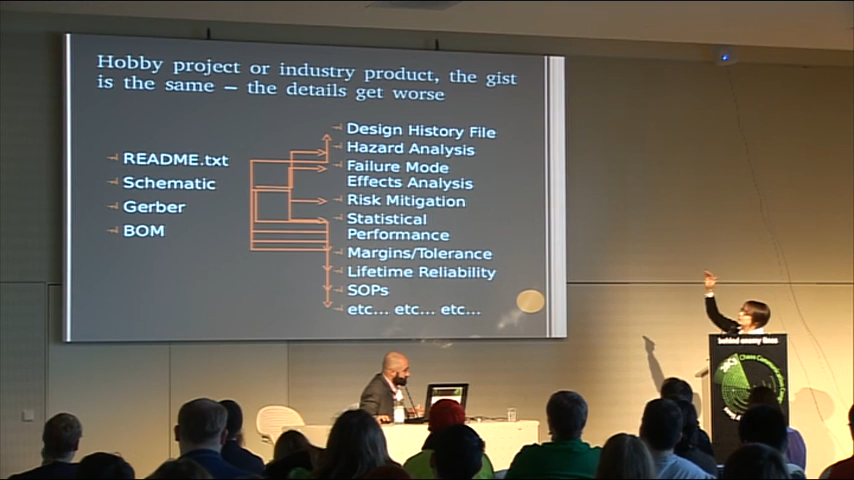 Hobby project or industry product, the gist
is the same – the details get worse
README.txt
Schematic
Gerber
BOM
Design History File
Hazard Analysis
Failure Mode
Effects Analysis
Risk Mitigation
Statistical
Performance
Margins/Tolerance
Lifetime Reliability
SOPs
etc... etc... etc...
behind enemy lines
Chaos Communication